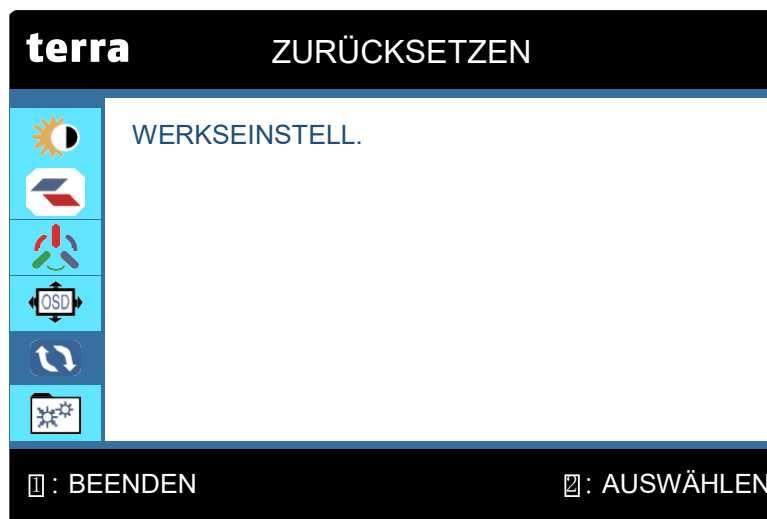 terra ZURÜCKSETZEN
WERKSEINSTELL.
OSD
1 : BEENDEN 2 : AUSWÄHLEN